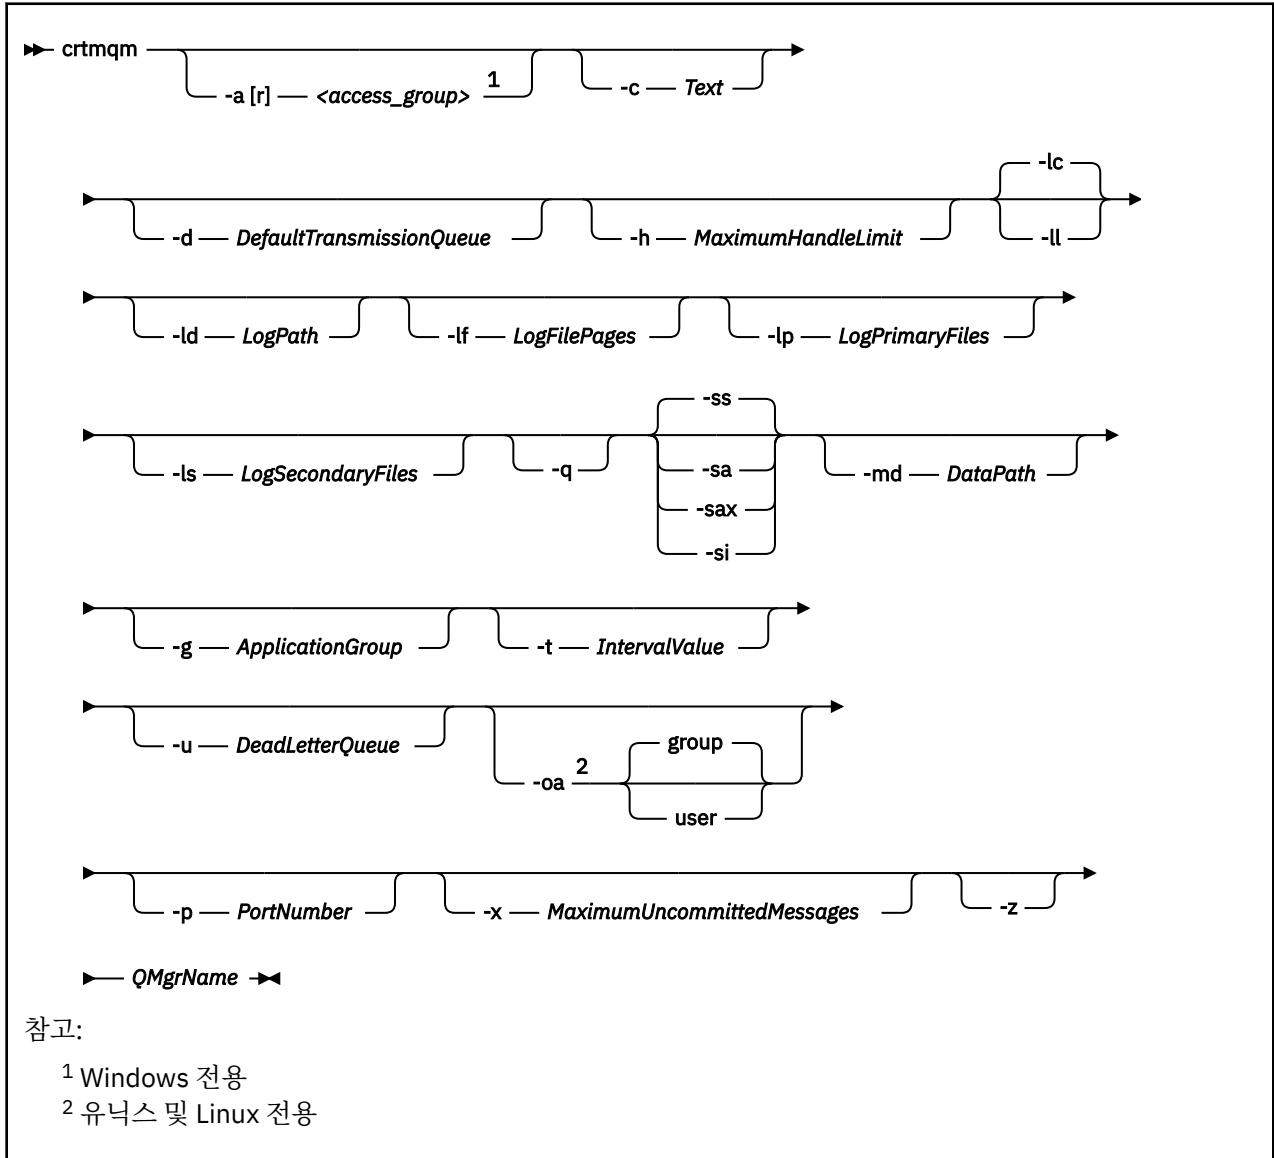 crtmqm
-a [r] <access_group> 1 -c Text
-lc
-d DefaultTransmissionQueue -h MaximumHandleLimit -ll
-ld LogPath -lf LogFilePages -lp LogPrimaryFiles
-ss
-ls LogSecondaryFiles -q -sa -md DataPath
-sax
-si
-g ApplicationGroup -t IntervalValue
-u DeadLetterQueue group
-oa 2
user
-p PortNumber -x MaximumUncommittedMessages -z
QMgrName
참고:
1 Windows 전용
2 유닉스 및 Linux 전용